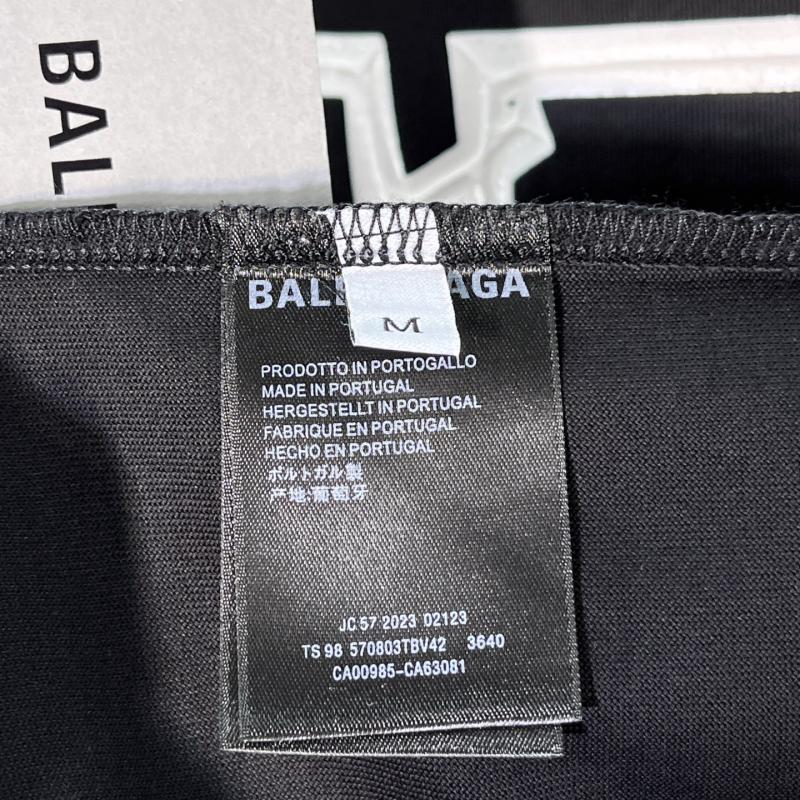 BAL
BAL AGA
M
PRODOTTO IN PORTOGALLO
MADE IN PORTUGAL
HERGESTELLT IN PORTUGAL
FABRIQUE EN PORTUGAL
HECHO EN PORTUGAL
ポルトガル製
产地:葡萄牙
JC 57 2023 02123
TS 98 570803TBV42 3640
CA00985-CA63081